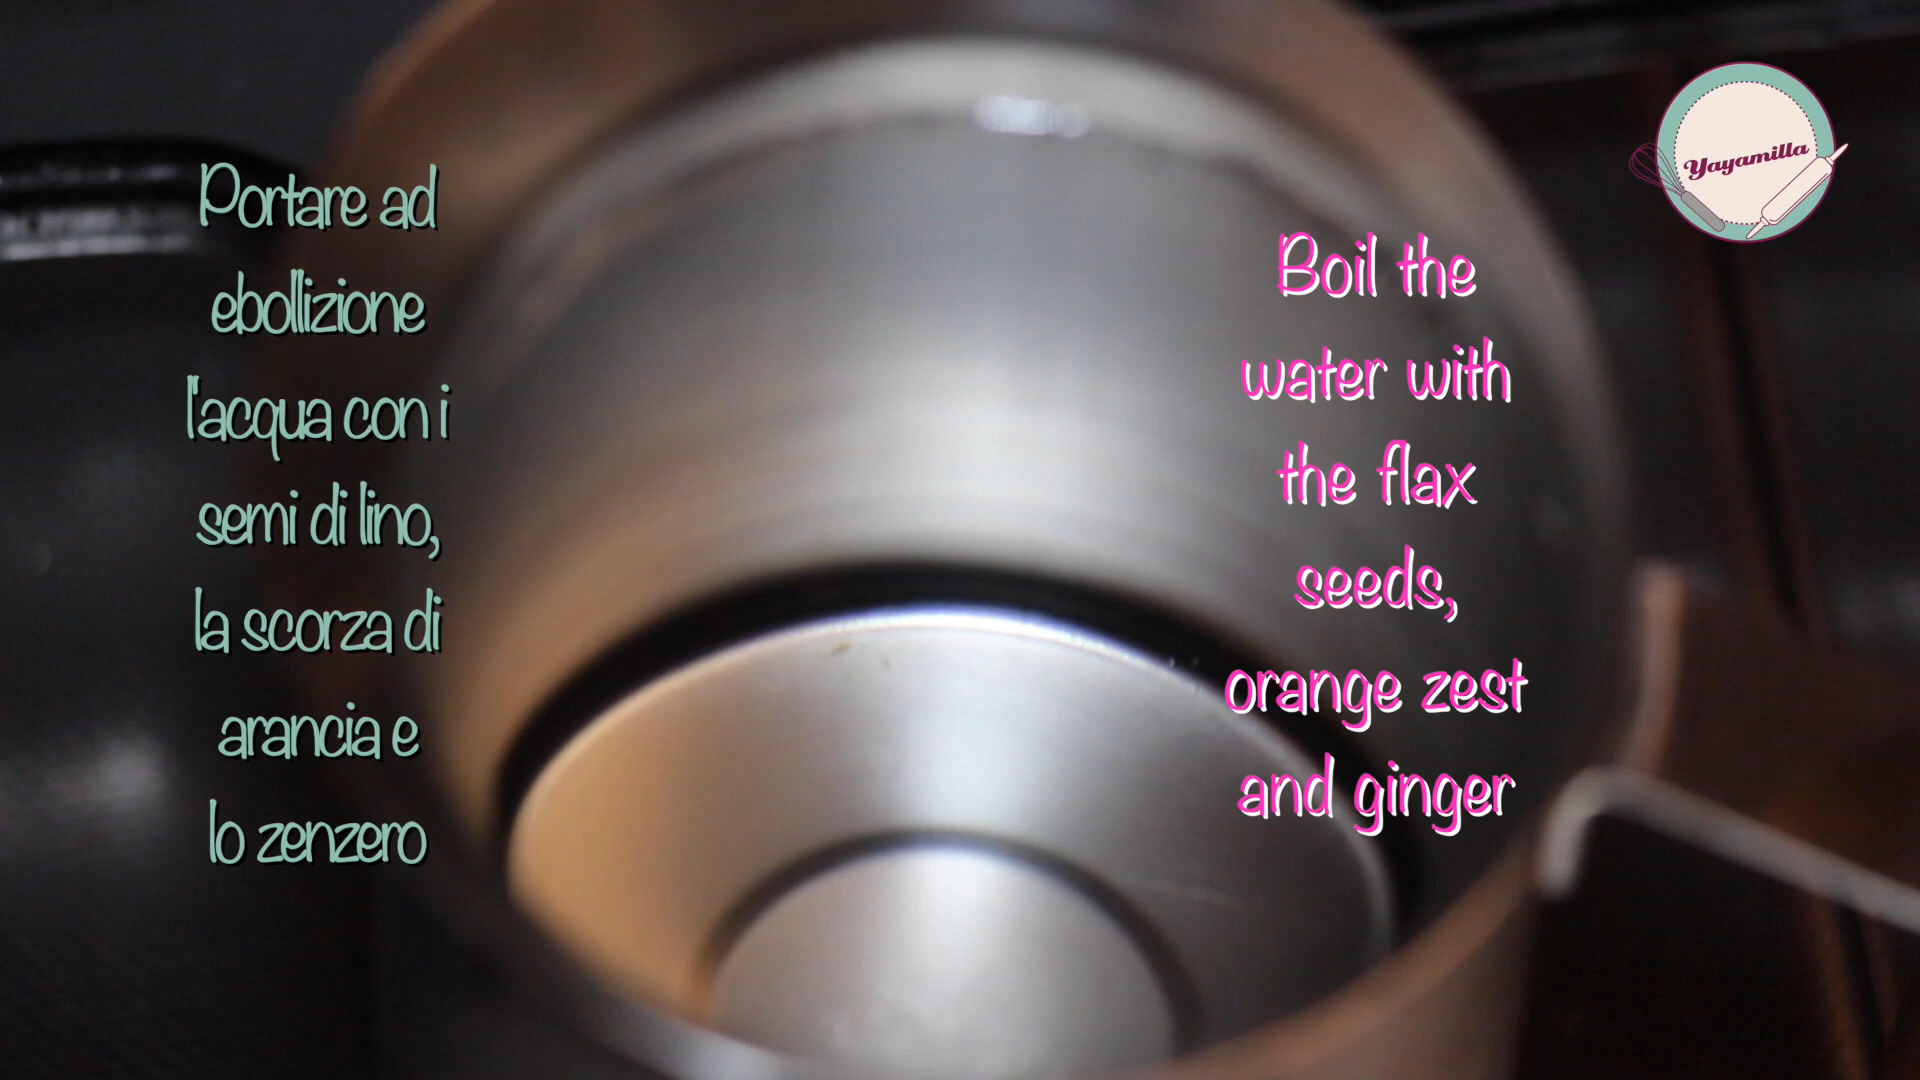 Portare ad
ebollizione
l'acqua con i
semi di lino,
la scorza di
arancia e
lo zenzero
Boil the
water with
the flax
seeds,
orange zest
and ginger
Yayamilla